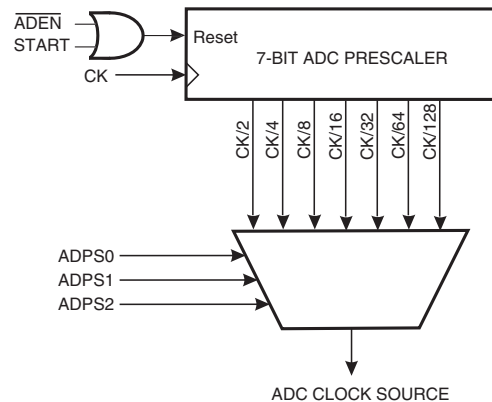 ADEN
START
Reset
7-BIT ADC PRESCALER
CK
CK/2
CK/4
CK/8
CK/16
CK/32
CK/64
CK/128
ADPS0
ADPS1
ADPS2
ADC CLOCK SOURCE